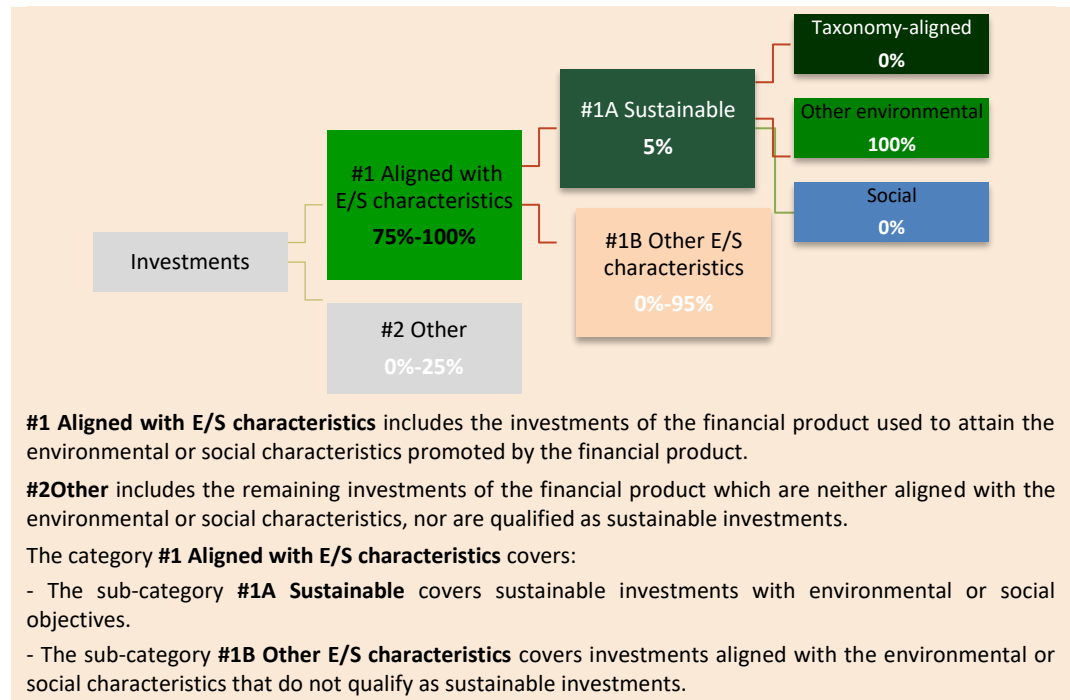 Taxonomy-aligned
0%
#1A Sustainable
5%
Other environmental
100%
#1 Aligned with
E/S characteristics
75%-100%
Social
0%
#1B Other E/S
characteristics
0%-95%
Investments
#2 Other
0%-25%
#1 Aligned with E/S characteristics includes the investments of the financial product used to attain the
environmental or social characteristics promoted by the financial product.
#2Other includes the remaining investments of the financial product which are neither aligned with the
environmental or social characteristics, nor are qualified as sustainable investments.
The category #1 Aligned with E/S characteristics covers:
- The sub-category #1A Sustainable covers sustainable investments with environmental or social
objectives.
- The sub-category #1B Other E/S characteristics covers investments aligned with the environmental or
social characteristics that do not qualify as sustainable investments.